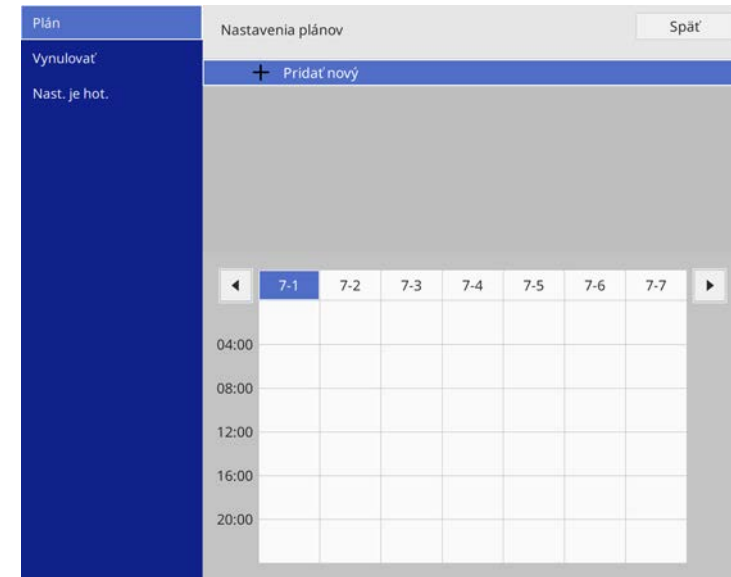 Plán
Vynulovať
Nast. je hot.
Nastavenia plánov
Späť
Pridať nový
7-1 7-2 7-3 7-4 7-5 7-6 7-7
04:00
08:00
12:00
16:00
20:00